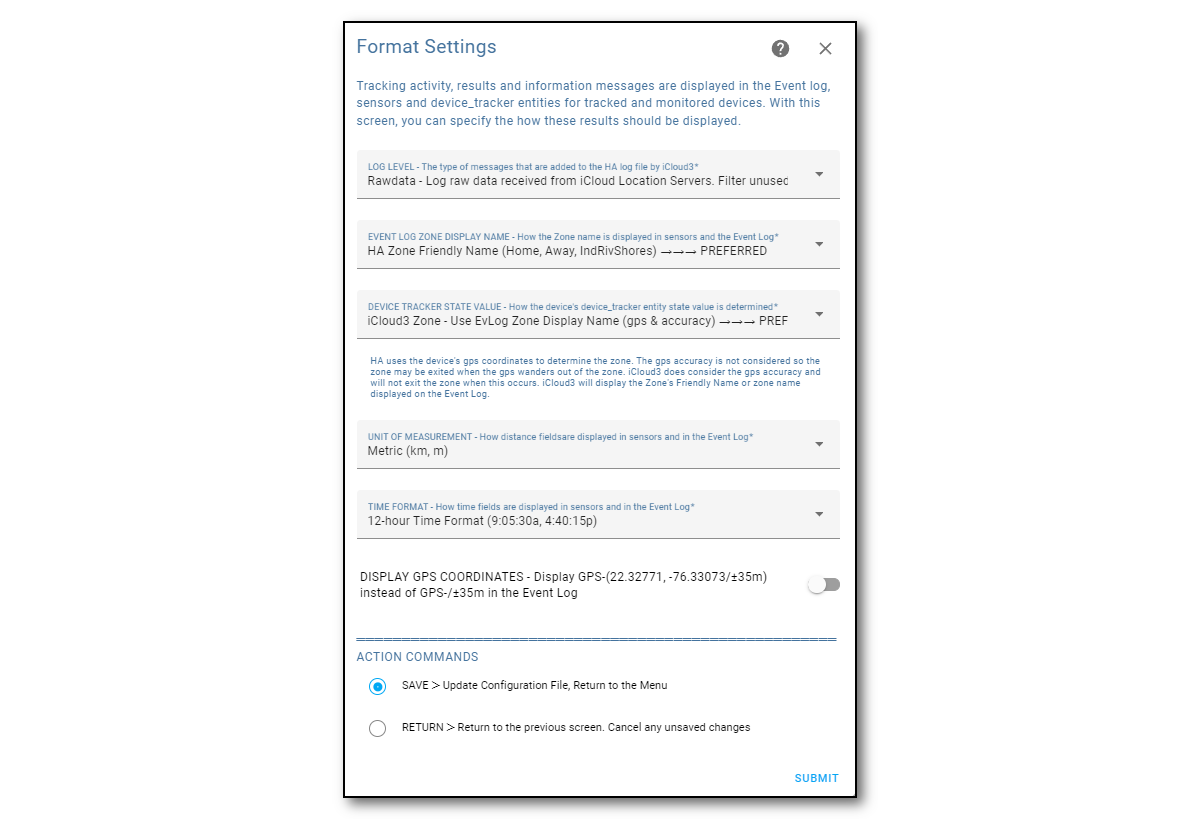 Format Settings
Tracking activity, results and information messages are displayed in the Event log,
sensors and device_tracker entities for tracked and monitored devices. With this
screen, you can specify the how these results should be displayed.
LOG LEVEL - The type of messages that are added to the HA log file by iCloud3*
Rawdata - Log raw data received from iCloud Location Servers. Filter unused
EVENT LOG ZONE DISPLAY NAME - How the Zone name is displayed in sensors and the Event Log*
HA Zone Friendly Name (Home, Away, IndRivShores) →→→ PREFERRED
DEVICE TRACKER STATE VALUE - How the device's device_tracker entity state value is determined*
iCloud3 Zone - Use EvLog Zone Display Name (gps & accuracy) →→→ PREF
HA uses the device's gps coordinates to determine the zone. The gps accuracy is not considered so the
zone may be exited when the gps wanders out of the zone. iCloud3 does consider the gps accuracy and
will not exit the zone when this occurs. iCloud3 will display the Zone's Friendly Name or zone name
displayed on the Event Log.
UNIT OF MEASUREMENT - How distance fieldsare displayed in sensors and in the Event Log*
Metric (km, m)
TIME FORMAT - How time fields are displayed in sensors and in the Event Log*
12-hour Time Format (9:05:30a, 4:40:15p)
DISPLAY GPS COORDINATES - Display GPS-(22.32771, -76.33073/±35m)
instead of GPS-/±35m in the Event Log
ACTION COMMANDS
SAVE > Update Configuration File, Return to the Menu
RETURN > Return to the previous screen. Cancel any unsaved changes
SUBMIT